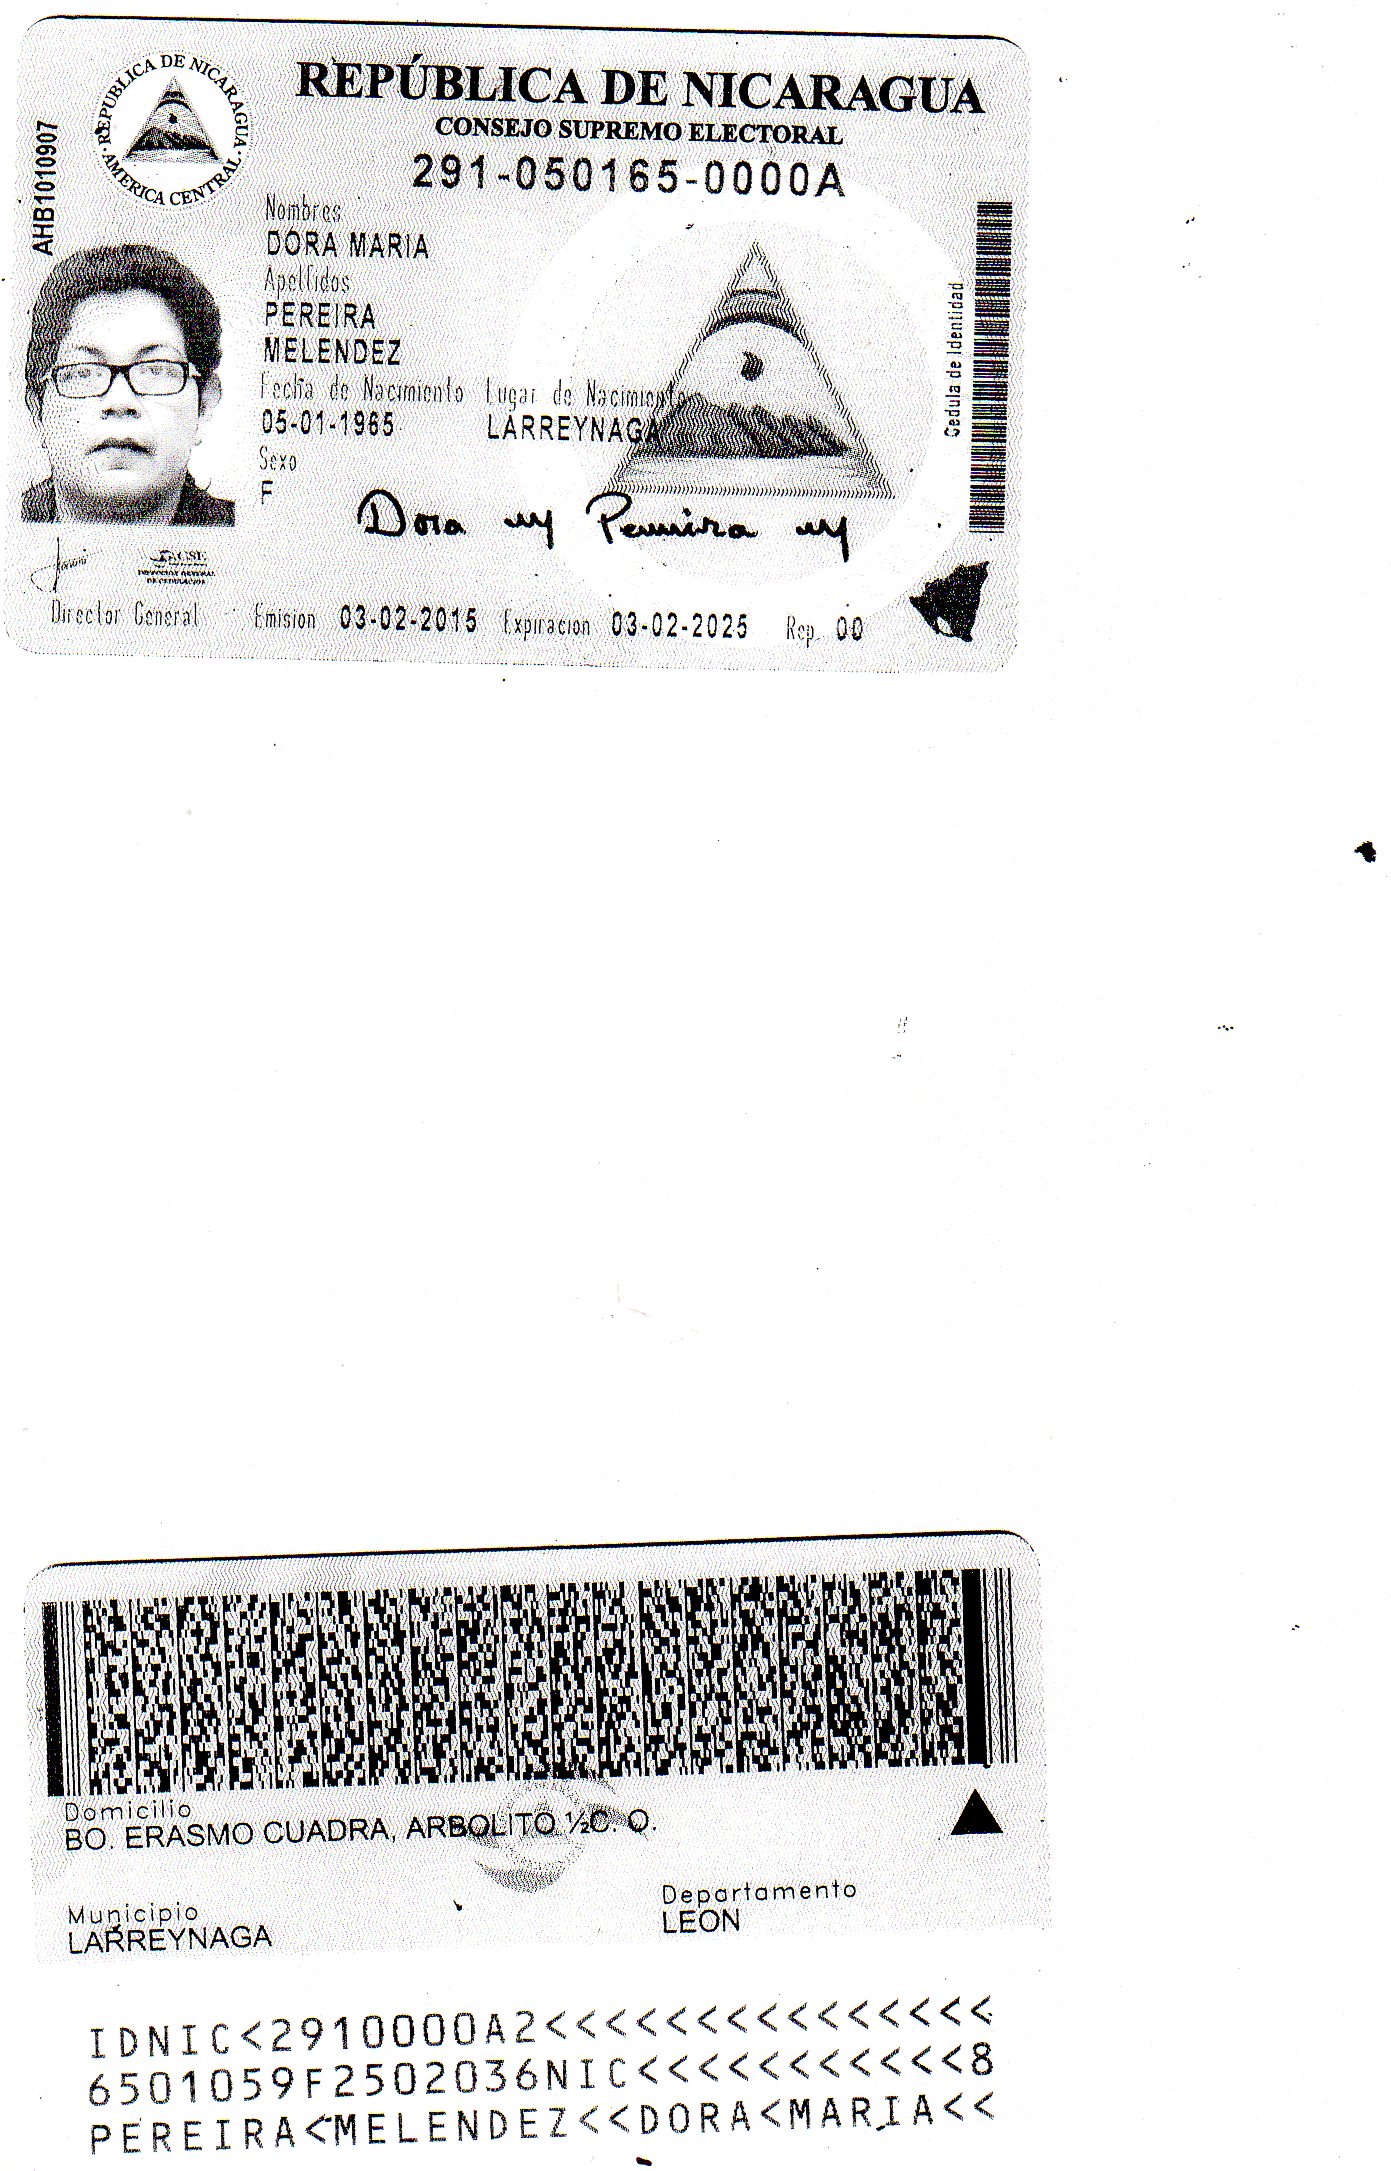 REPÚBLICA DE NICARAGUA
CONSEJO SUPREMO ELECTORAL
291-050165-0000A
REPUBLICA DE NICARAGUA
AMERICA CENTRAL
AHB1010907
Nombres
DORA MARIA
Apellidos
PEREIRA
MELENDEZ
Fecha de Nacimiento Lugar de Nacimiento
05-01-1965 LARREYNAGA
Sexo
F
Cedula de Identidad
Dora M Pereira M
CSE
Director General Emision 03-02-2015 Expiracion 03-02-2025 Rep. 00
Domicilio
BO. ERASMO CUADRA, ARBOLITO ½C. O.
Municipio Departamento
LARREYNAGA LEON
IDNIC<2910000A2<<<<<<<<<<<<<<<
6501059F2502036NIC<<<<<<<<<<<8
PEREIRA<MELENDEZ<<DORA<MARIA<<